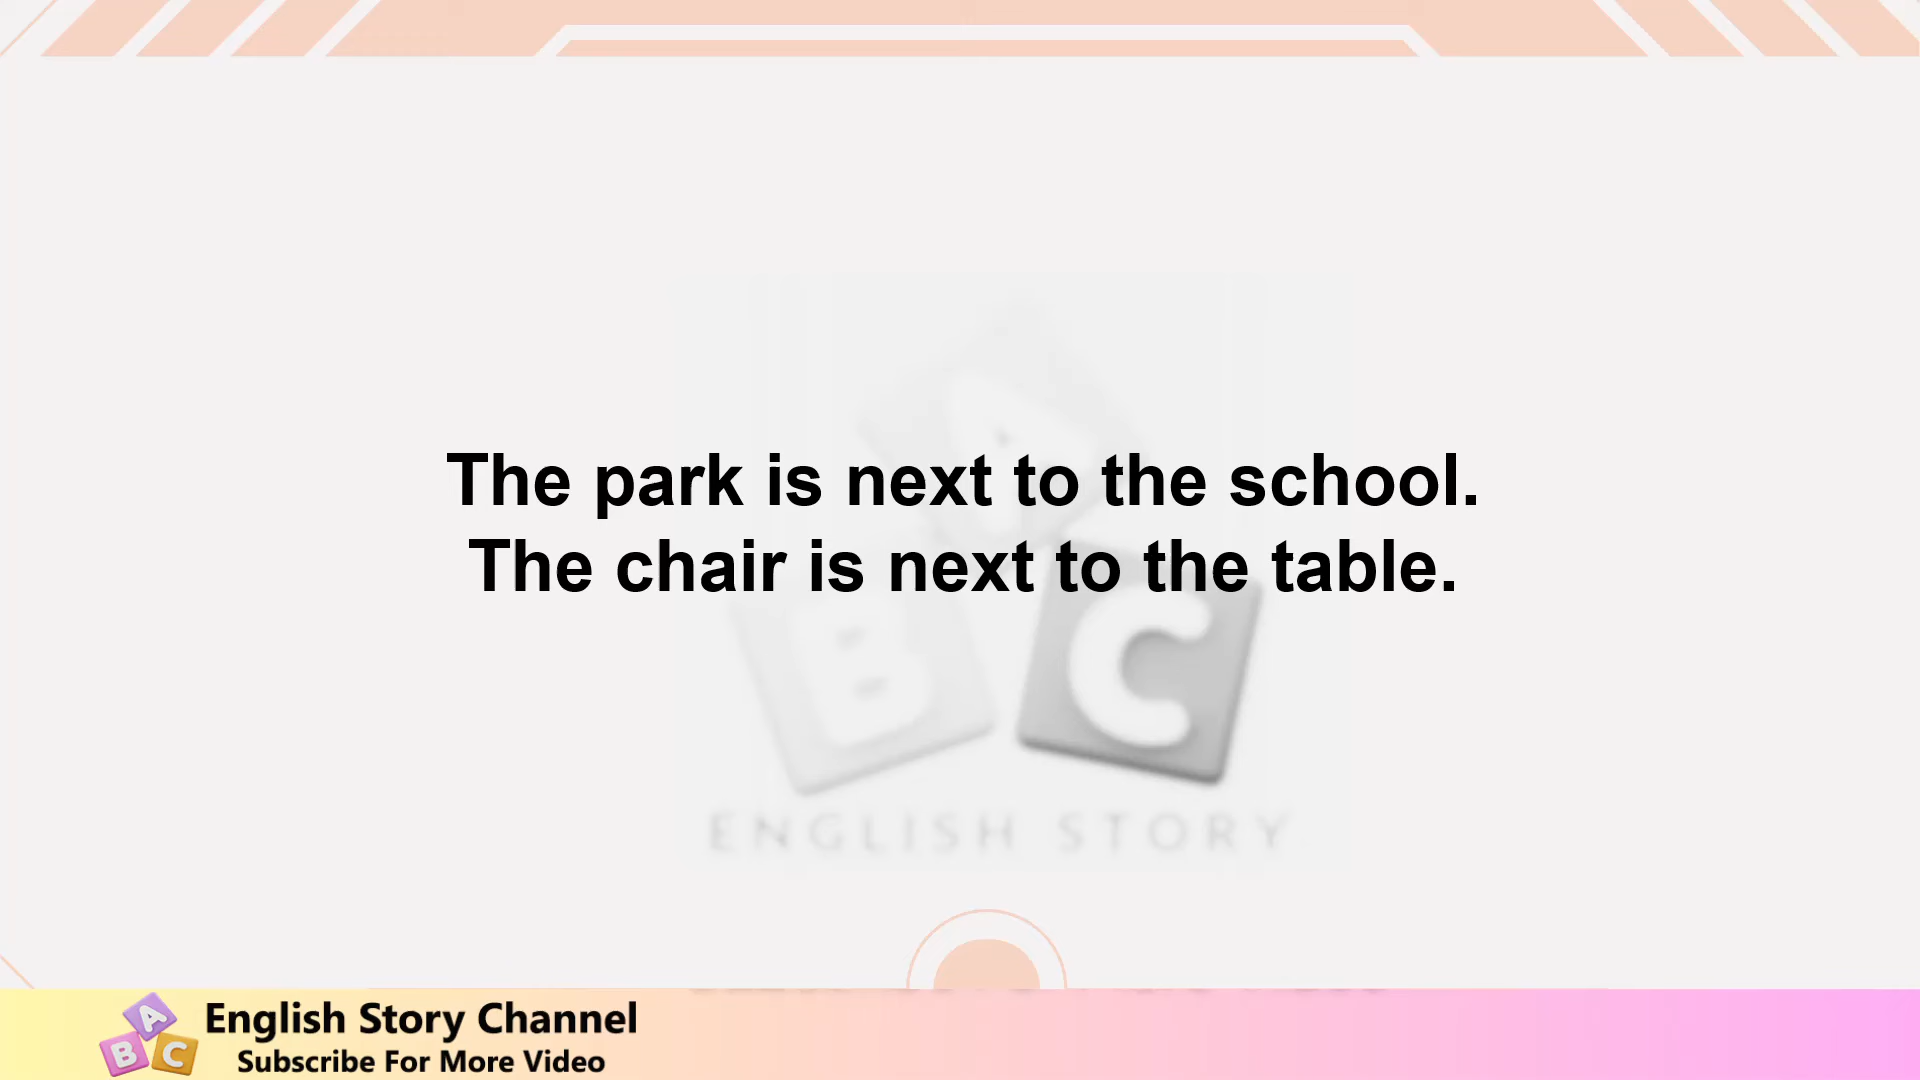 The park is next to the school.
The chair is next to the table.
A
B
C
ENGLISH STORY
A
B
C
English Story Channel
Subscribe For More Video